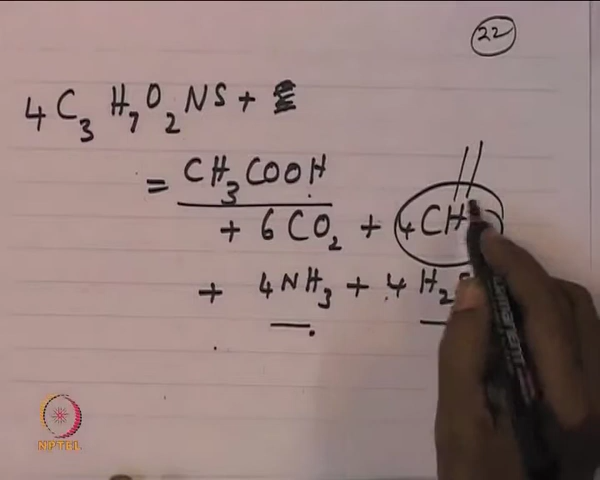 22
4C₃H₇O₂NS +
= CH₃COOH
+ 6CO₂ + 4CH
+ 4NH₃ + 4H₂
NPTEL